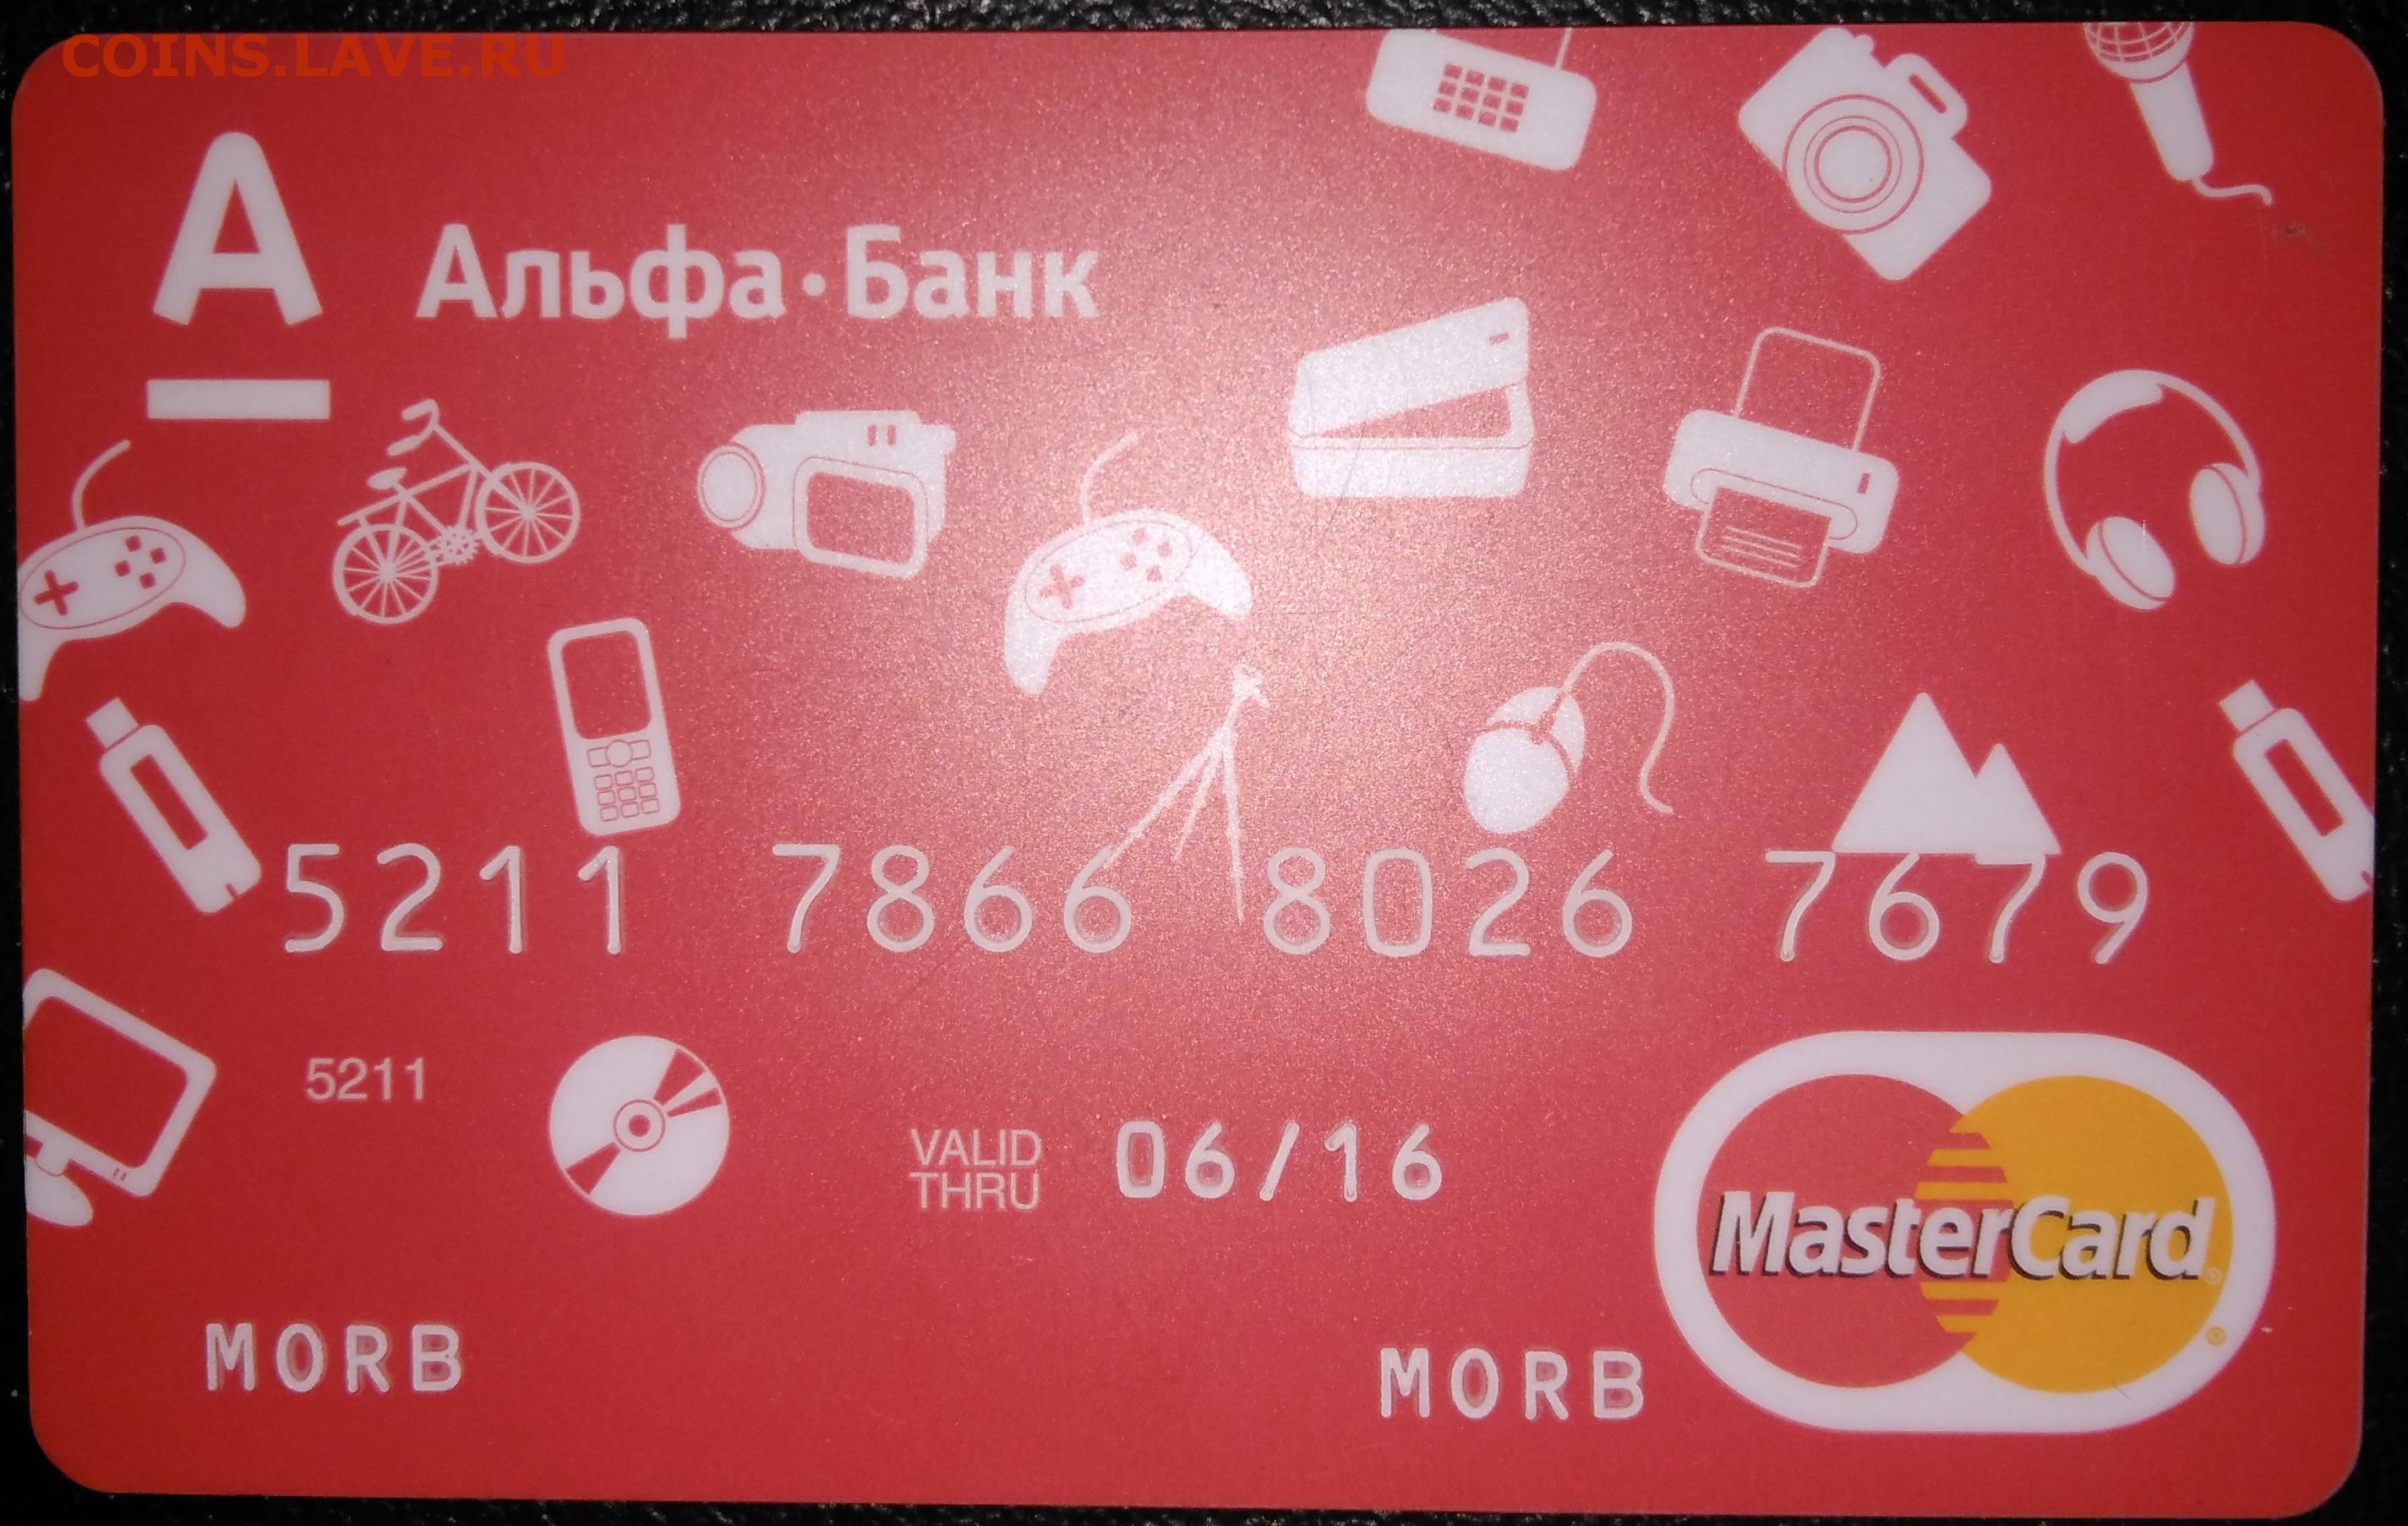 COINS.LAVE.RU
А
Альфа·Банк
5211 7866 8026 7679
5211
VALID
THRU
06/16
MasterCard
MORB
MORB